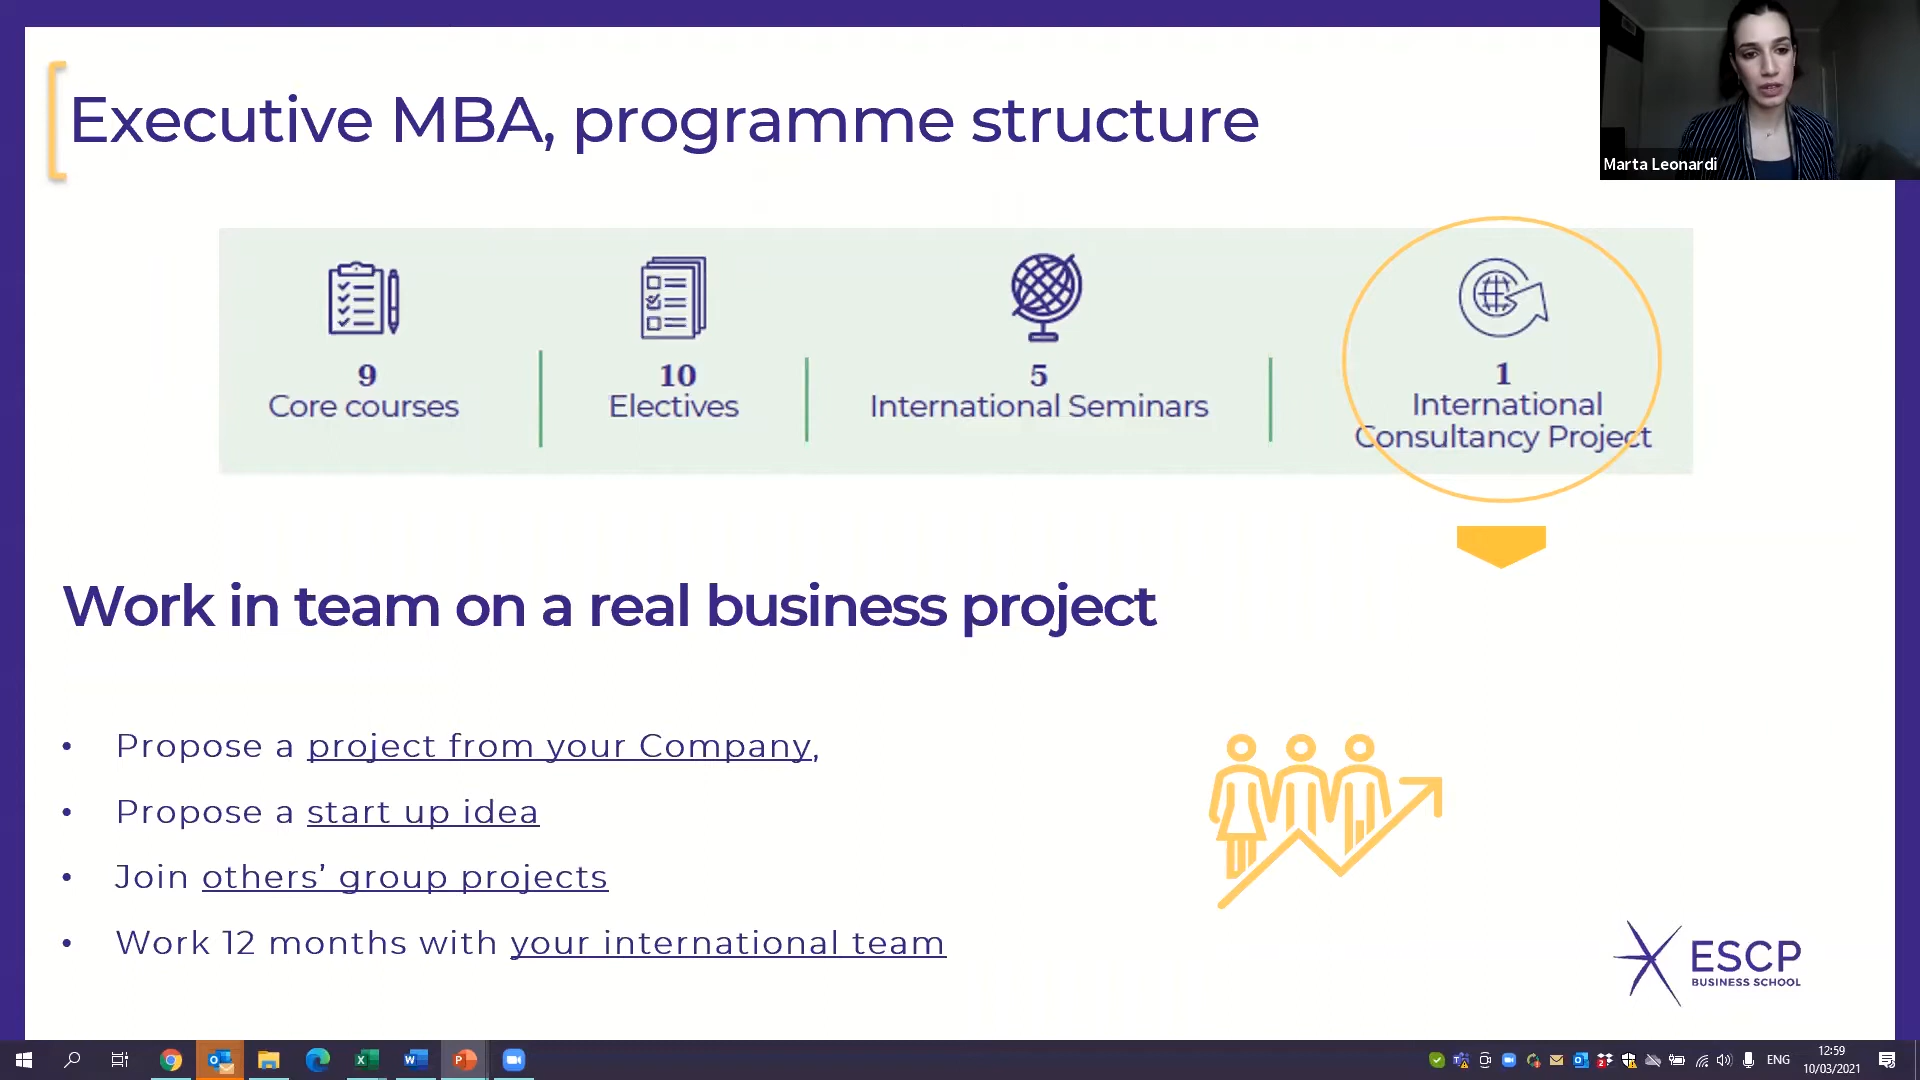 Executive MBA, programme structure
Marta Leonardi
9
Core courses
10
Electives
5
International Seminars
1
International
Consultancy Project
Work in team on a real business project
• Propose a project from your Company,
• Propose a start up idea
• Join others’ group projects
• Work 12 months with your international team
ESCP
BUSINESS SCHOOL
ENG
12:59
10/03/2021